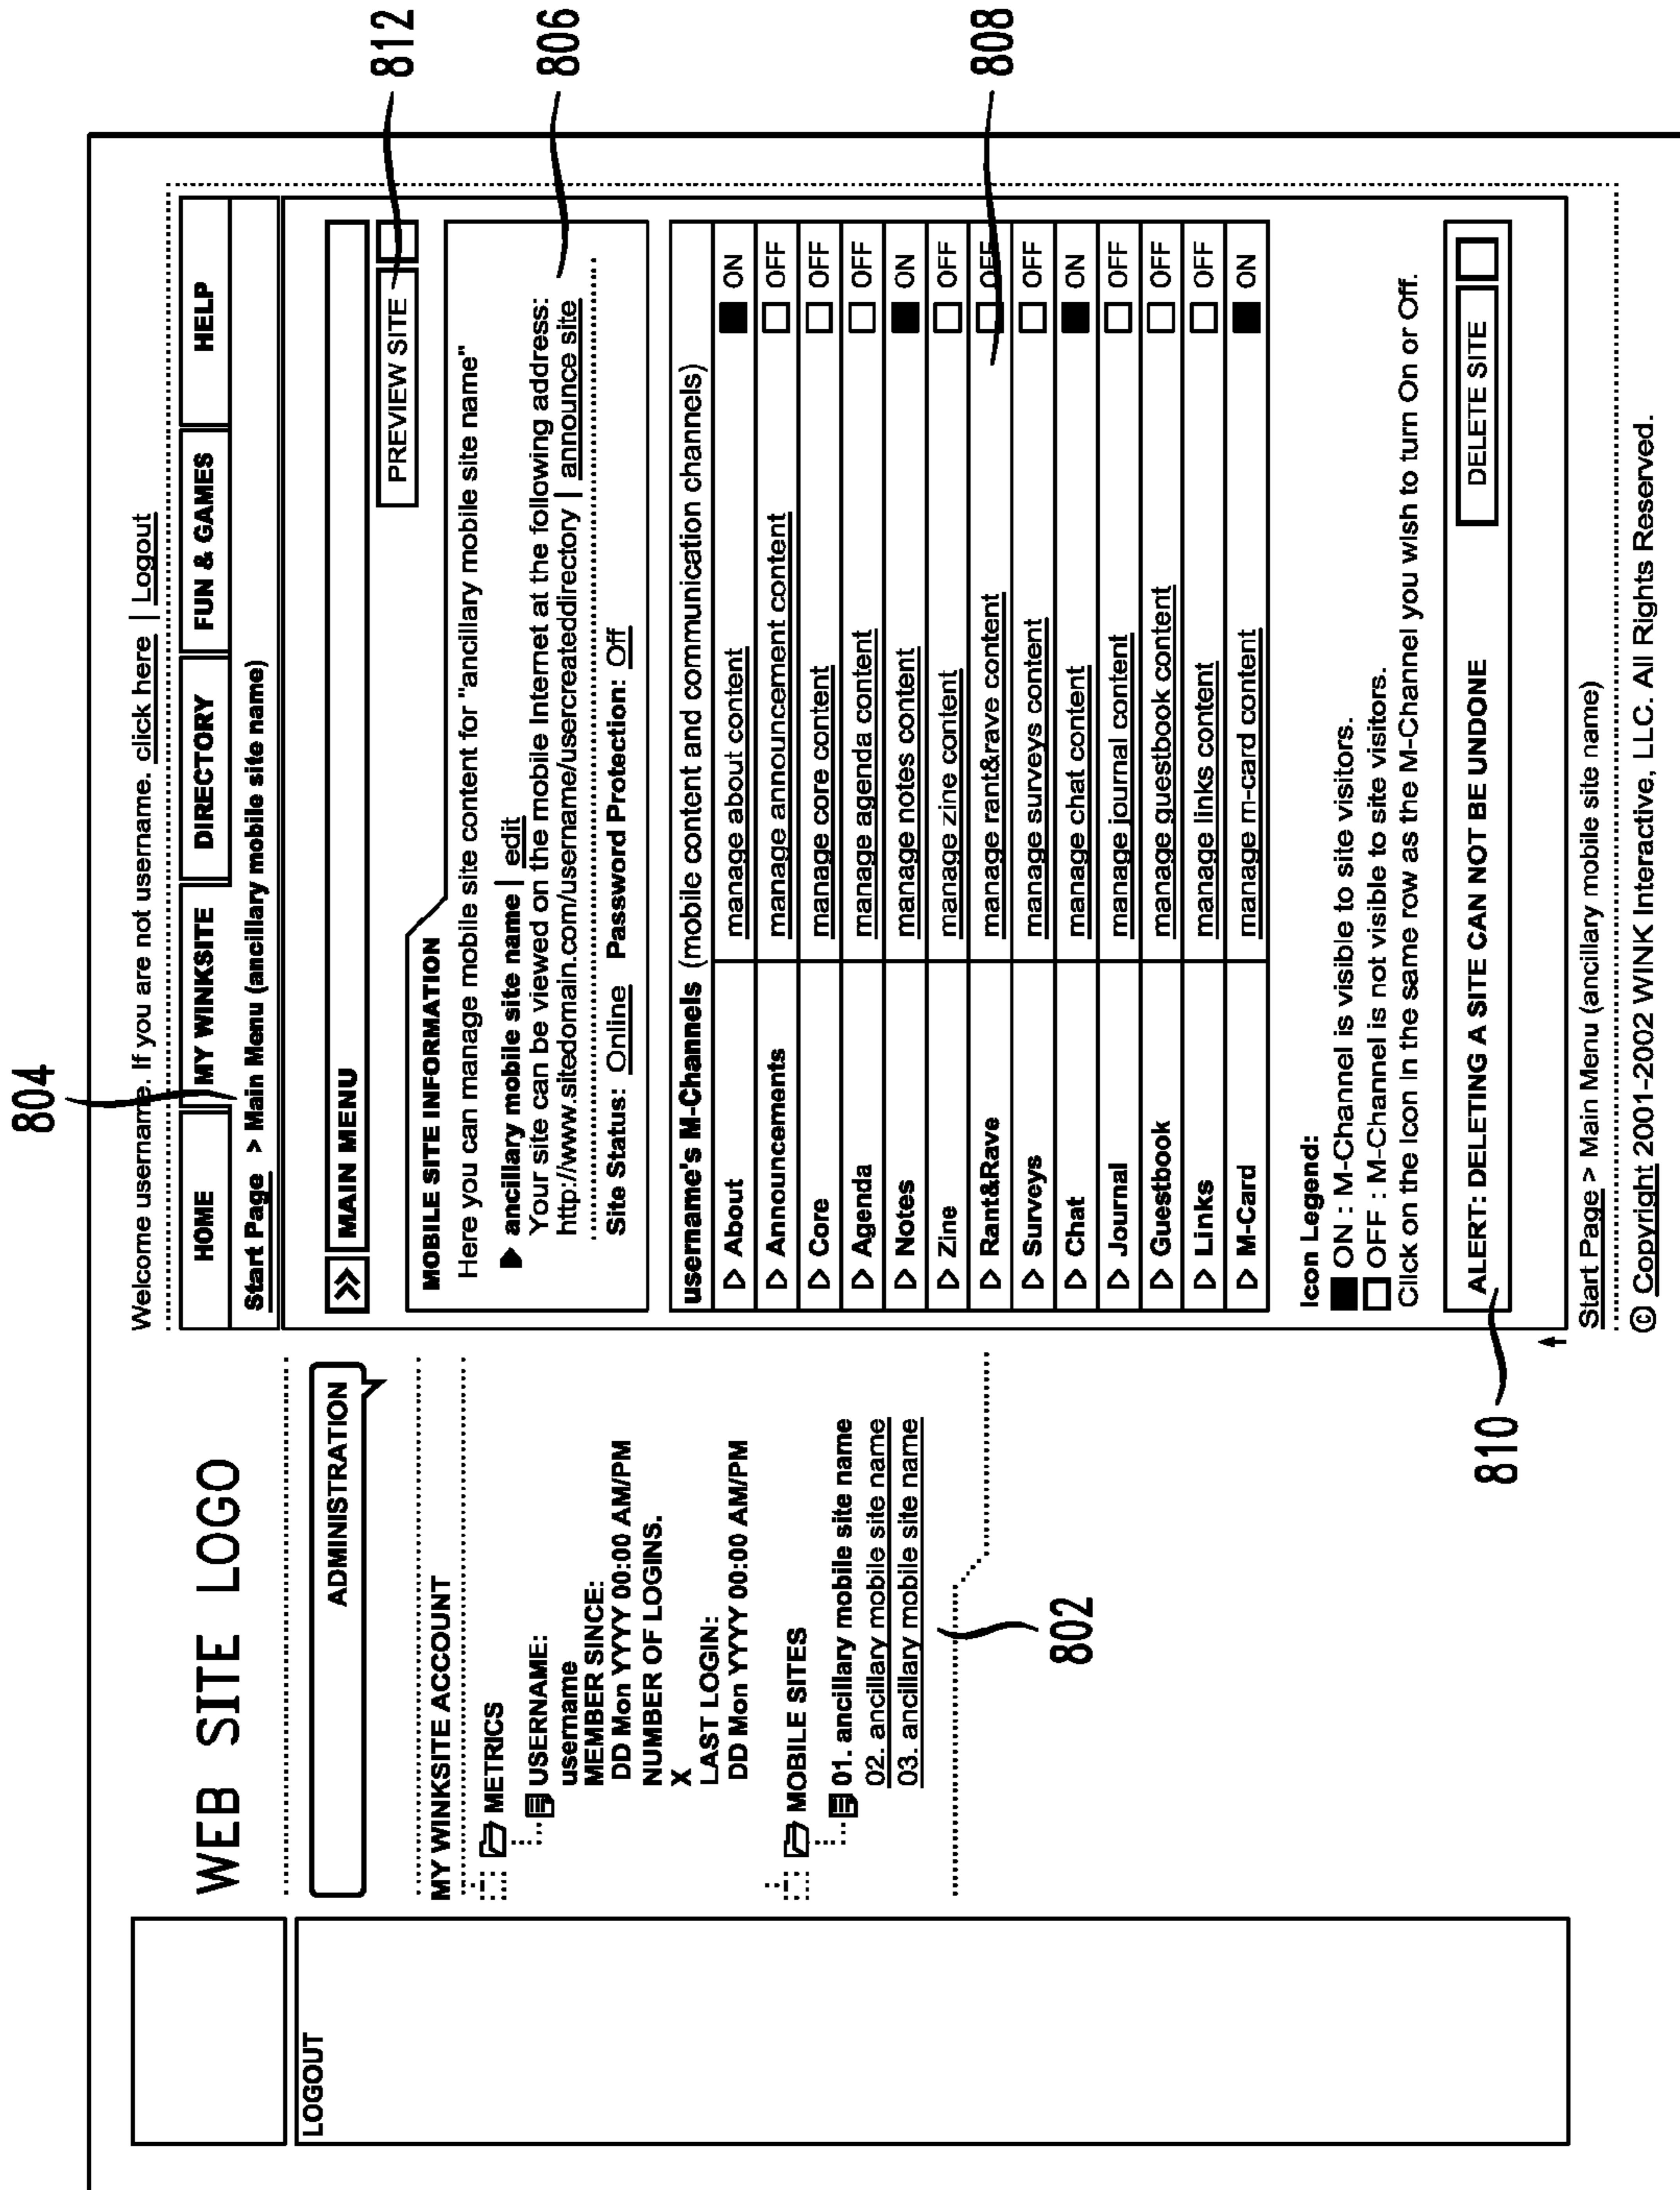 804
WEB SITE LOGO
Welcome username. If you are not username. click here | Logout
HOME
MY WINKSITE
DIRECTORY
FUN & GAMES
HELP
Start Page > Main Menu (ancillary mobile site name)
LOGOUT
ADMINISTRATION
MY WINKSITE ACCOUNT
METRICS
USERNAME:
username
MEMBER SINCE:
DD Mon YYYY 00:00 AM/PM
NUMBER OF LOGINS.
X
LAST LOGIN:
DD Mon YYYY 00:00 AM/PM
MOBILE SITES
01. ancillary mobile site name
02. ancillary mobile site name
03. ancillary mobile site name
802
>> MAIN MENU
PREVIEW SITE
812
MOBILE SITE INFORMATION
Here you can manage mobile site content for "ancillary mobile site name"
ancillary mobile site name | edit
Your site can be viewed on the mobile Internet at the following address:
http://www.sitedomain.com/username/usercreateddirectory | announce site
806
Site Status: Online Password Protection: Off
username's M-Channels (mobile content and communication channels)
About manage about content ON
Announcements manage announcement content OFF
Core manage core content OFF
Agenda manage agenda content OFF
Notes manage notes content ON
Zine manage zine content OFF
Rant&Rave manage rant&rave content OFF
808
Surveys manage surveys content OFF
Chat manage chat content ON
Journal manage journal content OFF
Guestbook manage guestbook content OFF
Links manage links content OFF
M-Card manage m-card content ON
Icon Legend:
ON : M-Channel is visible to site visitors.
OFF : M-Channel is not visible to site visitors.
Click on the Icon In the same row as the M-Channel you wish to turn On or Off.
810
ALERT: DELETING A SITE CAN NOT BE UNDONE
DELETE SITE
Start Page > Main Menu (ancillary mobile site name)
© Copyright 2001-2002 WINK Interactive, LLC. All Rights Reserved.